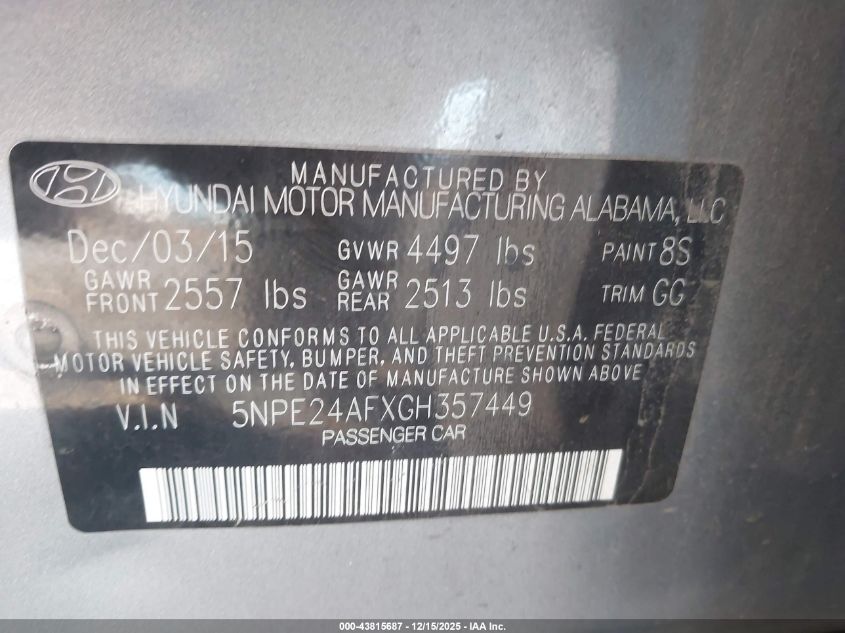 MANUFACTURED BY
HYUNDAI MOTOR MANUFACTURING ALABAMA, LLC
Dec/03/15 GVWR 4497 lbs PAINT 8S
GAWR FRONT 2557 lbs GAWR REAR 2513 lbs TRIM GG
THIS VEHICLE CONFORMS TO ALL APPLICABLE U.S.A. FEDERAL
MOTOR VEHICLE SAFETY, BUMPER, AND THEFT PREVENTION STANDARDS
IN EFFECT ON THE DATE OF MANUFACTURE SHOWN ABOVE
V.I.N 5NPE24AFXGH357449
PASSENGER CAR
000-43815687 - 12/15/2025 - IAA Inc.